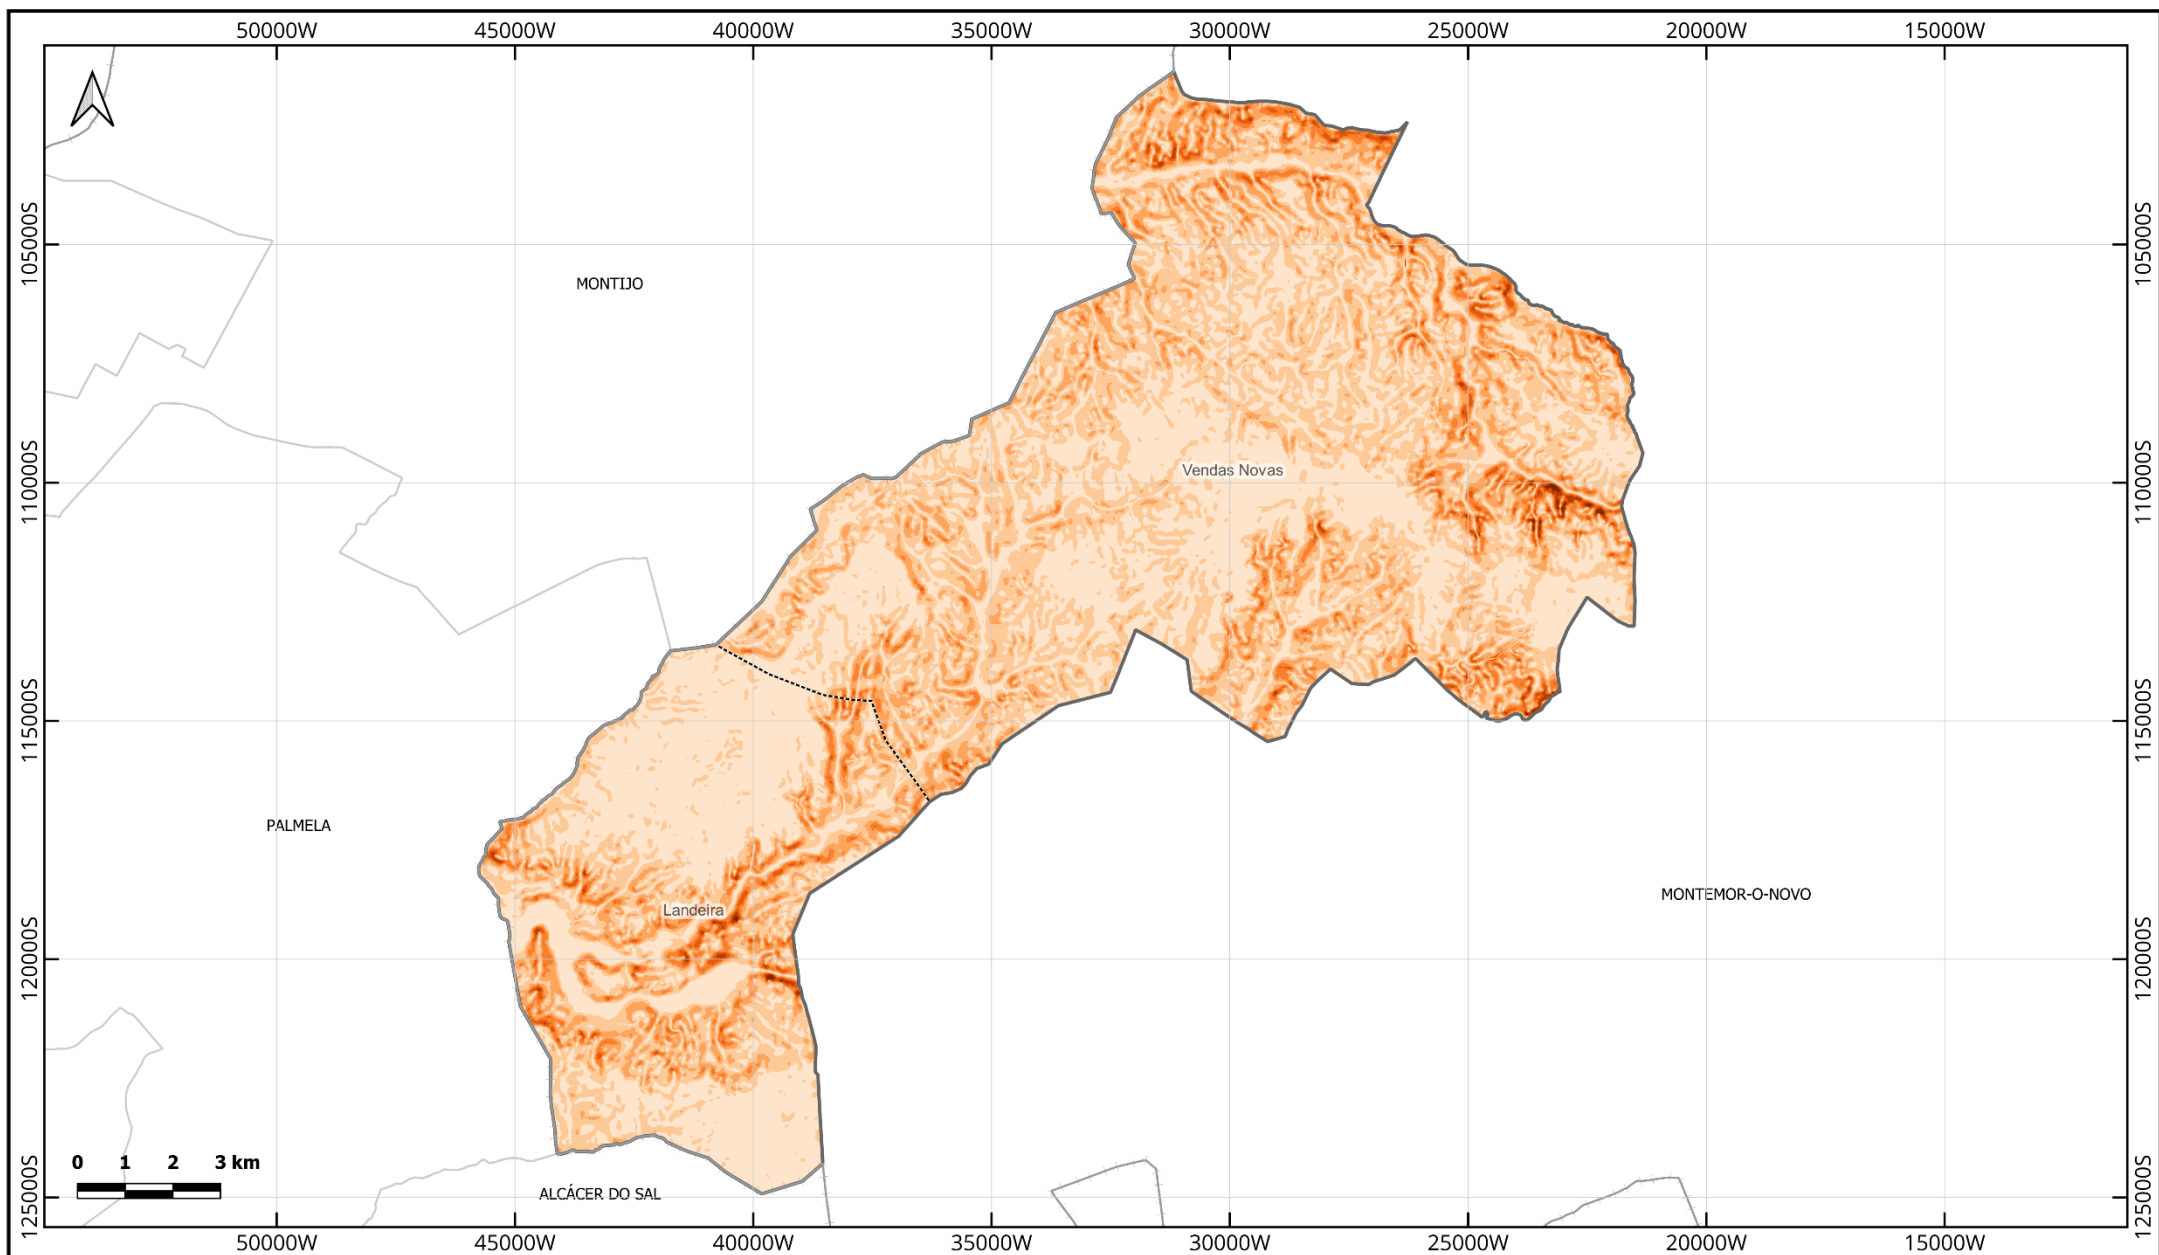 50000W 45000W 40000W 35000W 30000W 25000W 20000W 15000W
105000S 105000S
MONTIJO
Vendas Novas
110000S 110000S
115000S 115000S
PALMELA
MONTEMOR-O-NOVO
Landeira
120000S 120000S
0 1 2 3 km
ALCÁCER DO SAL
125000S 125000S
50000W 45000W 40000W 35000W 30000W 25000W 20000W 15000W